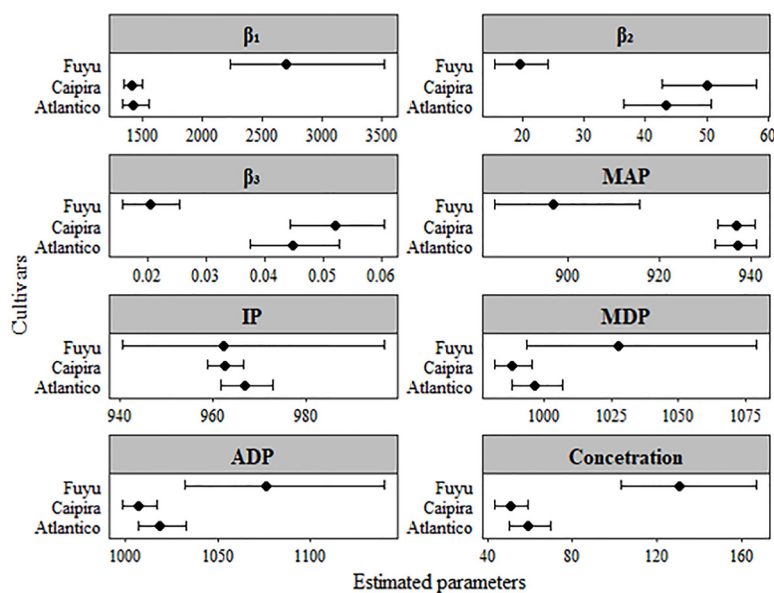 β₁
Fuyu
Caipira
Atlantico
1500 2000 2500 3000 3500
β₂
Fuyu
Caipira
Atlantico
20 30 40 50 60
β₃
Fuyu
Caipira
Atlantico
0.02 0.03 0.04 0.05 0.06
MAP
Fuyu
Caipira
Atlantico
900 920 940
IP
Fuyu
Caipira
Atlantico
940 960 980
MDP
Fuyu
Caipira
Atlantico
1000 1025 1050 1075
ADP
Fuyu
Caipira
Atlantico
1000 1050 1100
Concetration
Fuyu
Caipira
Atlantico
40 80 120 160
Cultivars
Estimated parameters